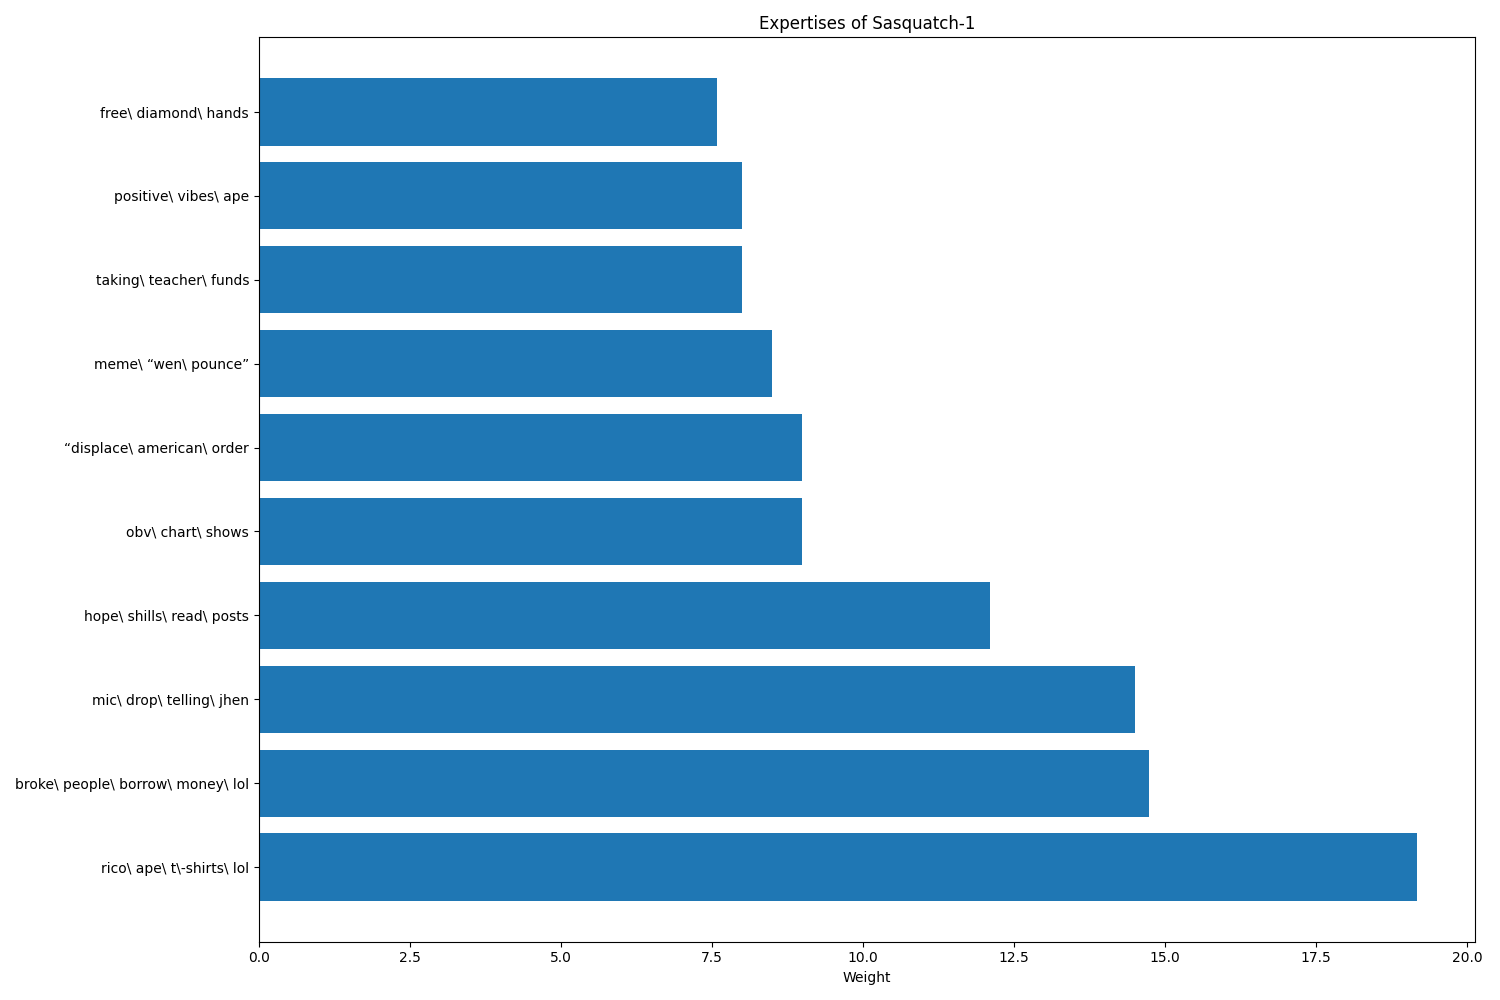 Expertises of Sasquatch-1
free\ diamond\ hands
positive\ vibes\ ape
taking\ teacher\ funds
meme\ “wen\ pounce”
“displace\ american\ order
obv\ chart\ shows
hope\ shills\ read\ posts
mic\ drop\ telling\ jhen
broke\ people\ borrow\ money\ lol
rico\ ape\ t\-shirts\ lol
0.0 2.5 5.0 7.5 10.0 12.5 15.0 17.5 20.0
Weight